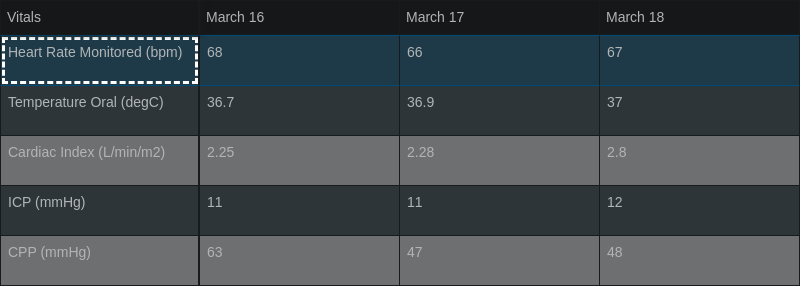 Vitals March 16 March 17 March 18
Heart Rate Monitored (bpm) 68 66 67
Temperature Oral (degC) 36.7 36.9 37
Cardiac Index (L/min/m2) 2.25 2.28 2.8
ICP (mmHg) 11 11 12
CPP (mmHg) 63 47 48